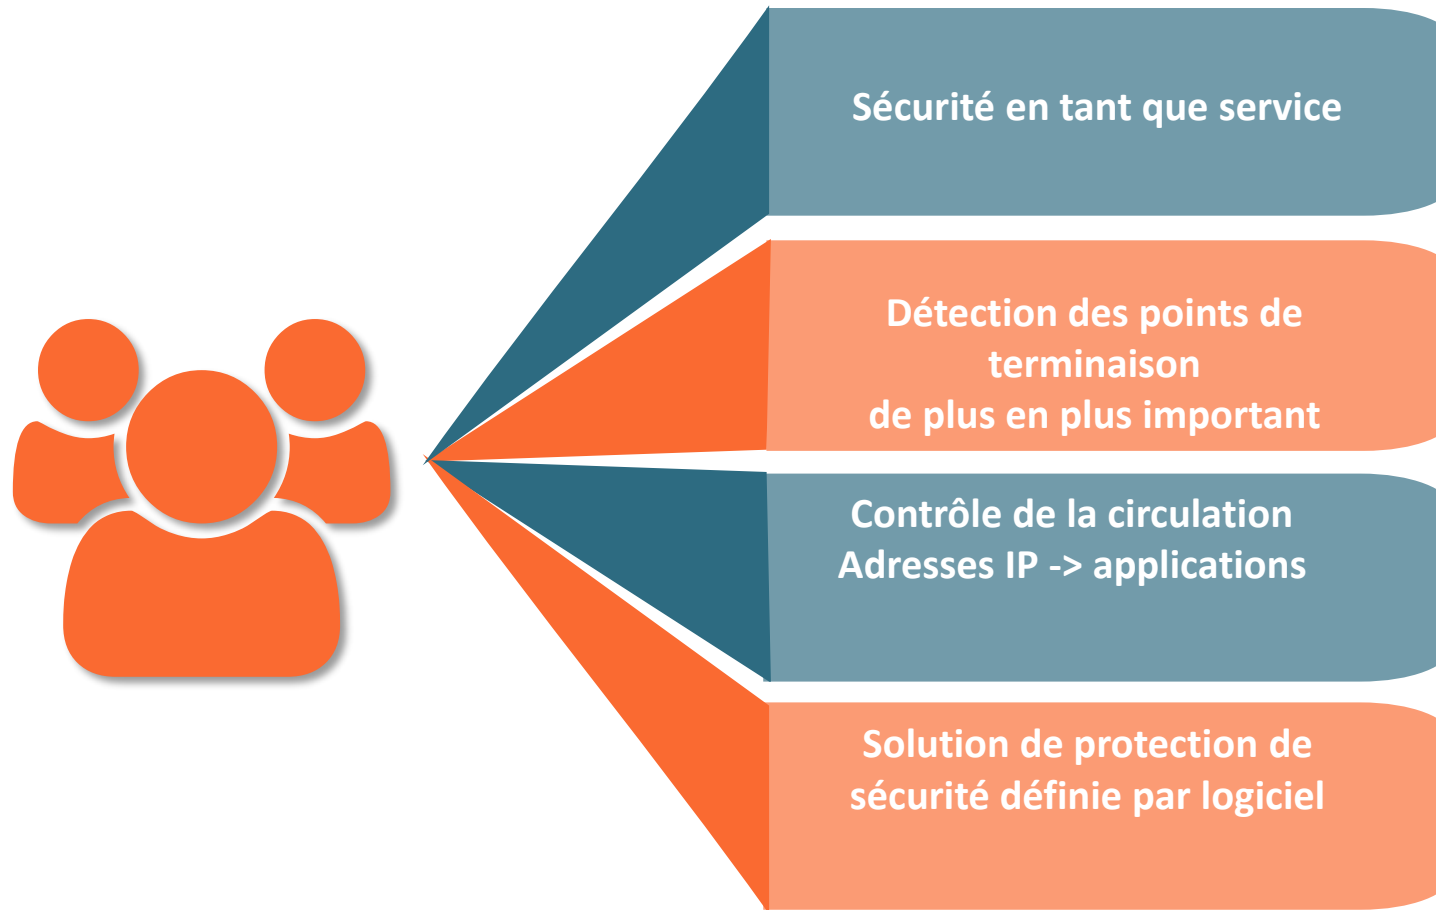 Sécurité en tant que service
Détection des points de
terminaison
de plus en plus important
Contrôle de la circulation
Adresses IP -> applications
Solution de protection de
sécurité définie par logiciel